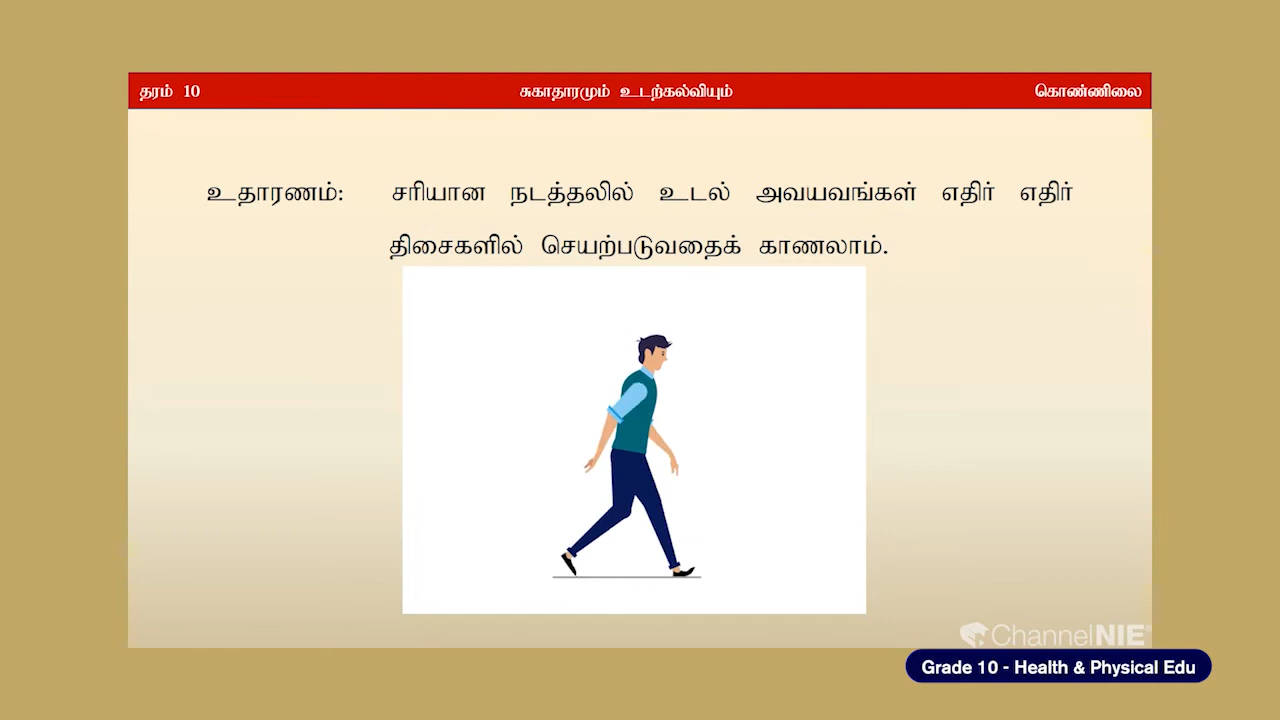 தரம் 10 சுகாதாரமும் உடற்கல்வியும் கொண்ணிலை
உதாரணம்: சரியான நடத்தலில் உடல் அவயவங்கள் எதிர் எதிர்
திசைகளில் செயற்படுவதைக் காணலாம்.
ChannelNIE
Grade 10 - Health & Physical Edu